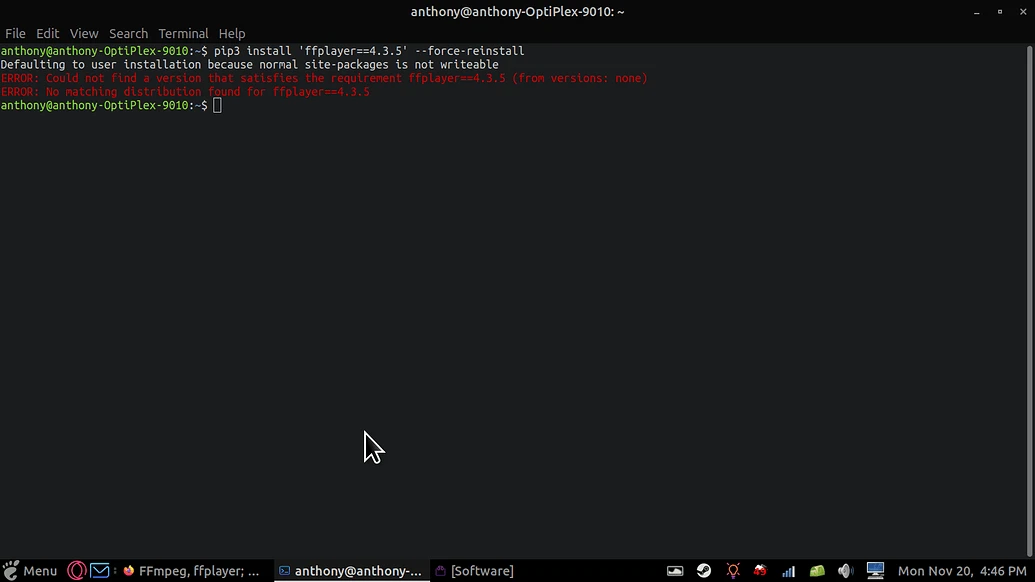 anthony@anthony-OptiPlex-9010: ~
File Edit View Search Terminal Help
anthony@anthony-OptiPlex-9010:~$ pip3 install 'ffplayer==4.3.5' --force-reinstall
Defaulting to user installation because normal site-packages is not writeable
ERROR: Could not find a version that satisfies the requirement ffplayer==4.3.5 (from versions: none)
ERROR: No matching distribution found for ffplayer==4.3.5
anthony@anthony-OptiPlex-9010:~$
Menu FFmpeg, ffplayer; ... anthony@anthony-... [Software] Mon Nov 20, 4:46 PM